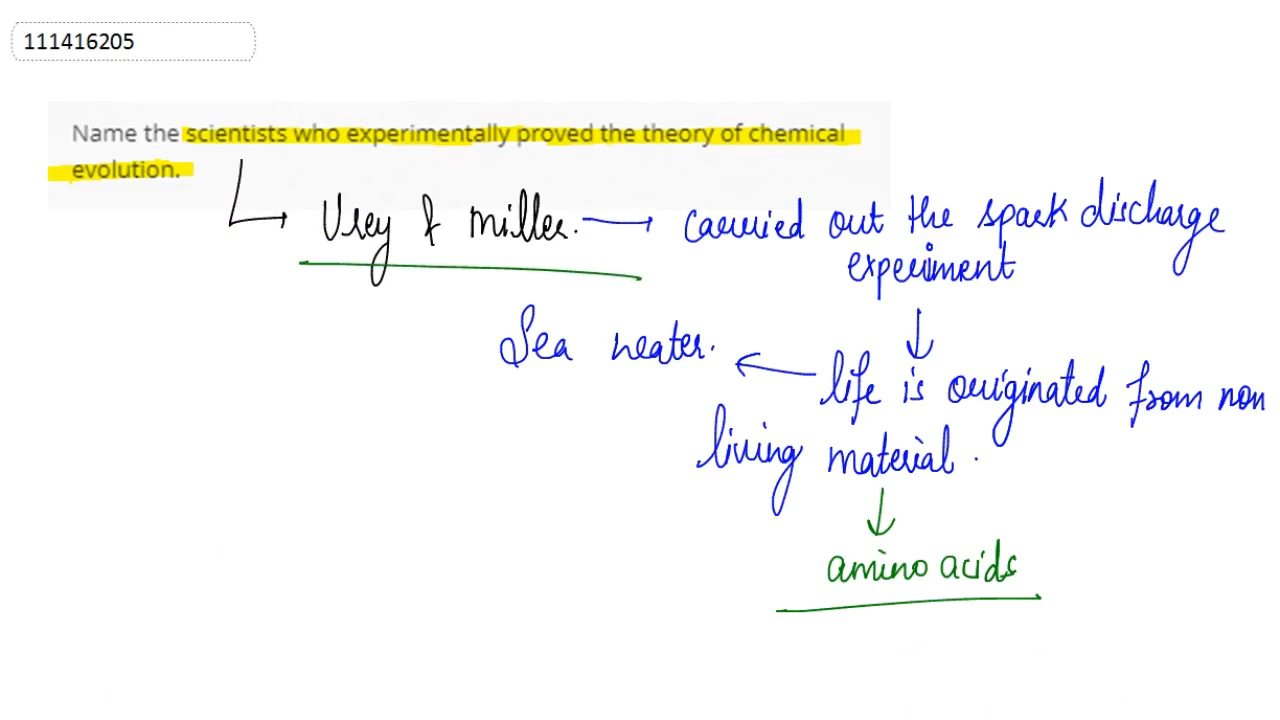 111416205
Name the scientists who experimentally proved the theory of chemical
evolution.
Urey & miller. → carried out the spark discharge
experiment
Sea water.
life is originated from non
living material.
amino acids